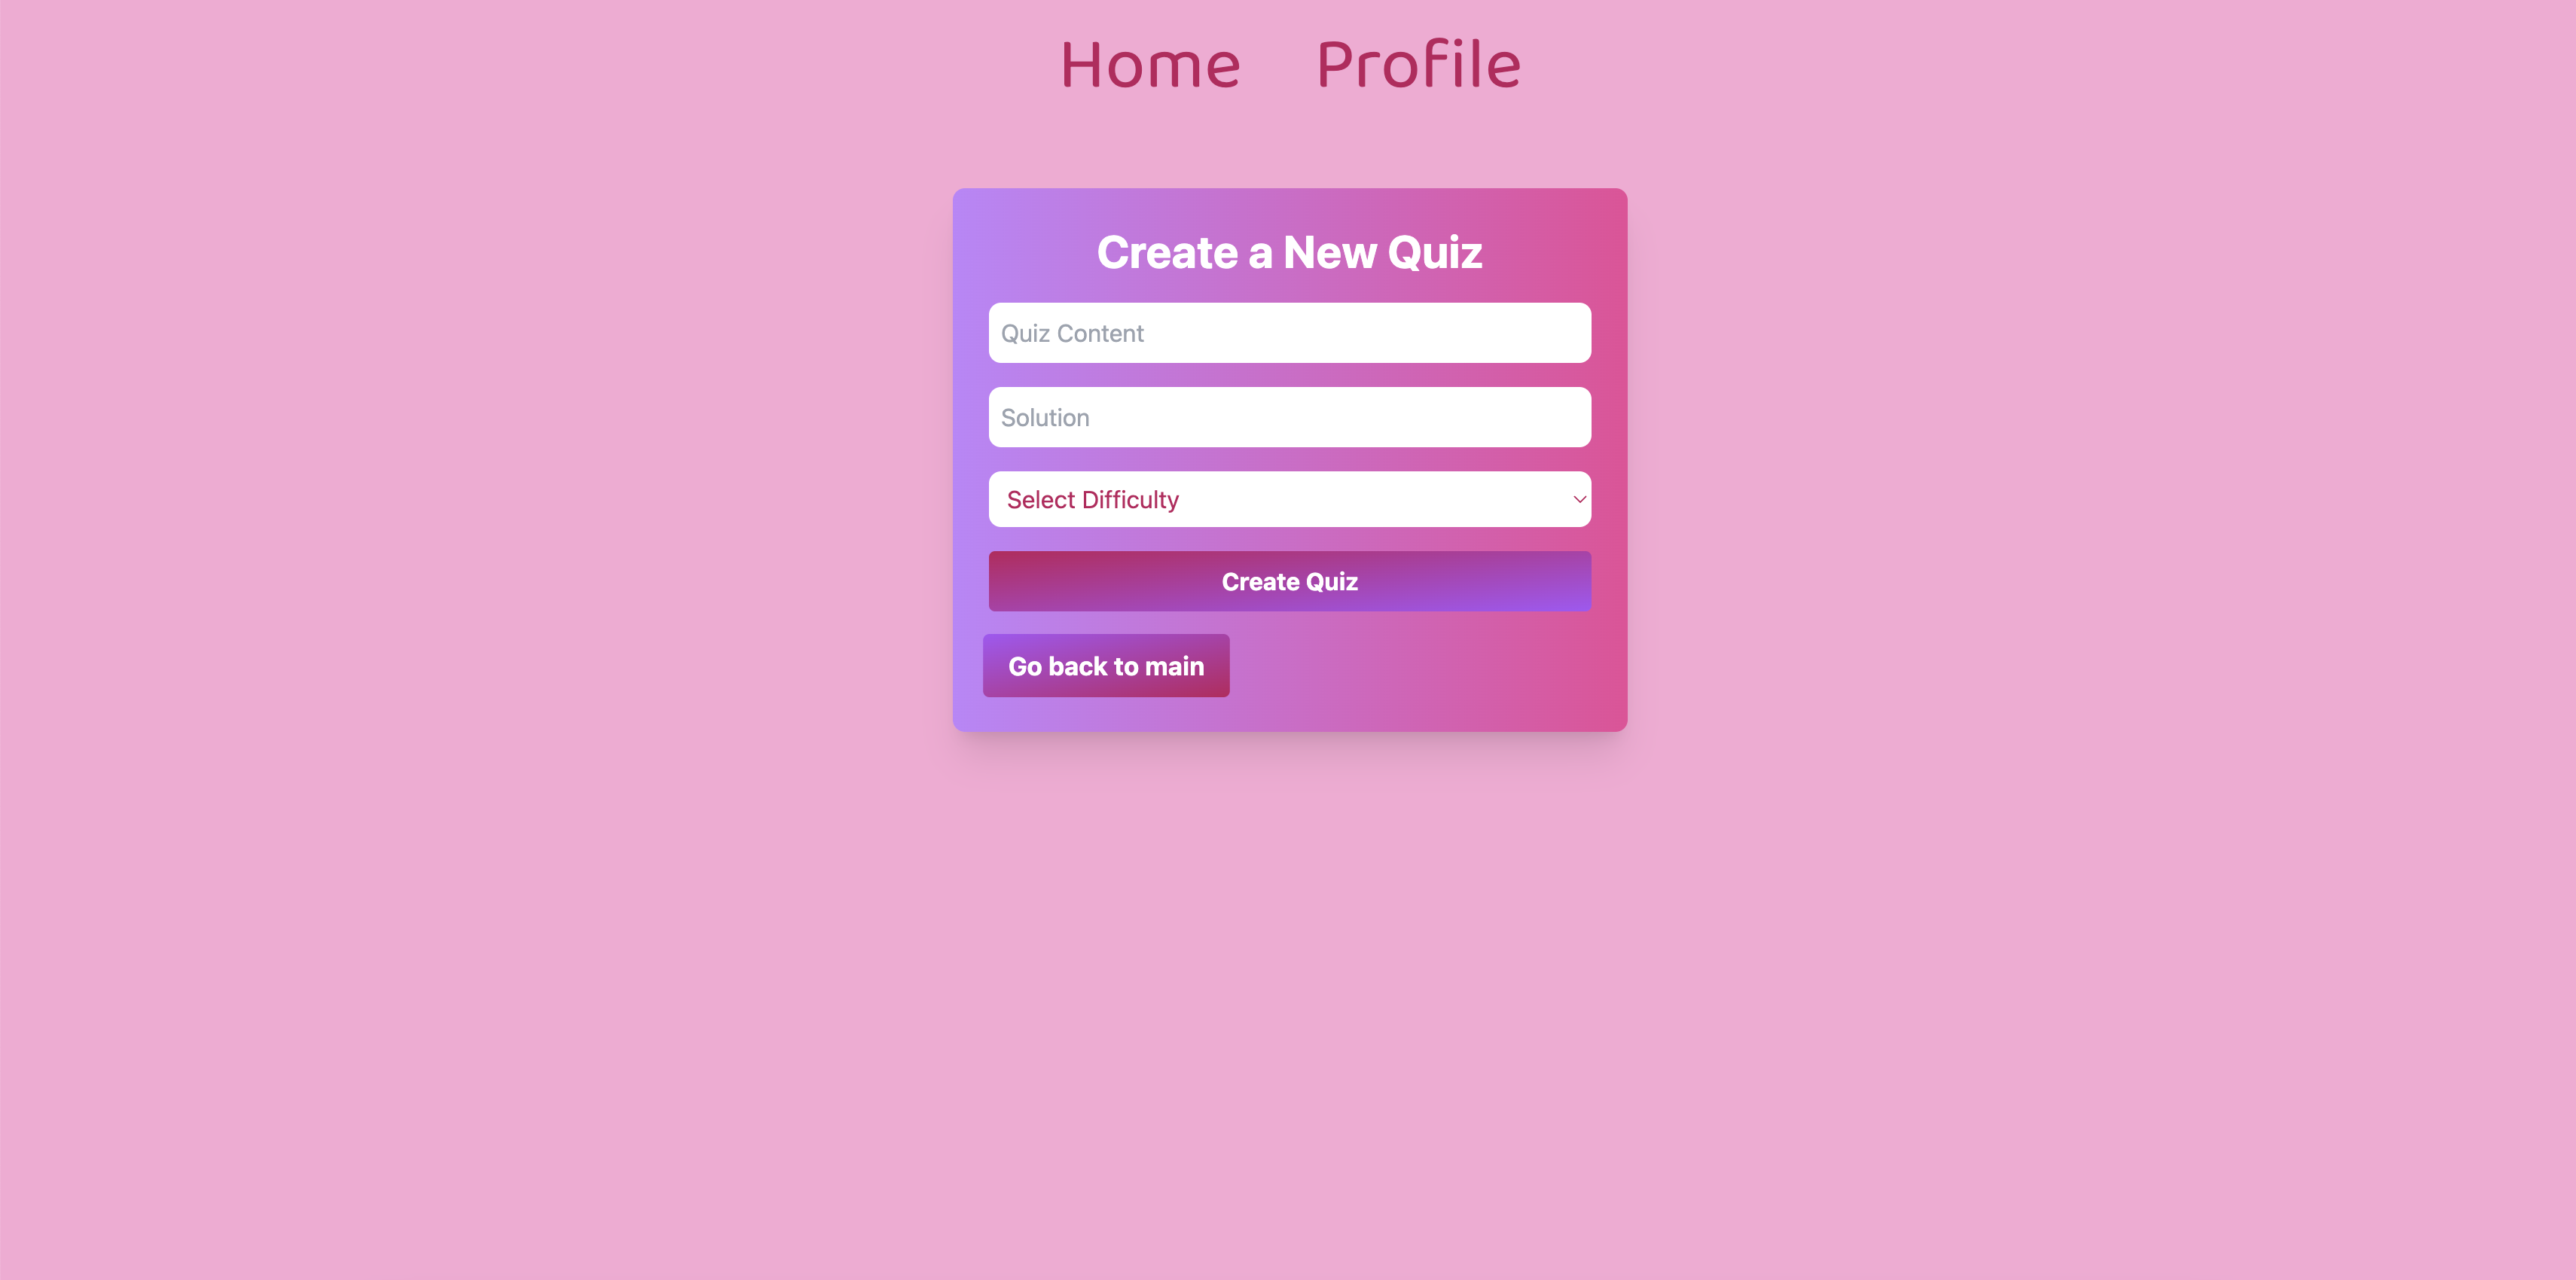 Home Profile
Create a New Quiz
Quiz Content
Solution
Select Difficulty
Create Quiz
Go back to main